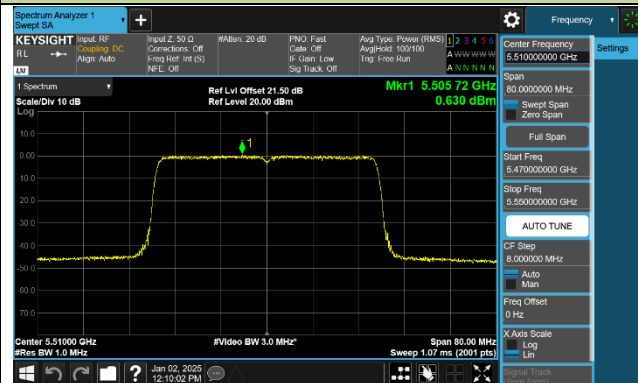 Spectrum Analyzer 1
Swept SA
Frequency
KEYSIGHT
RL
LXI
Input: RF
Coupling: DC
Align: Auto
Input Z: 50 Ω
Corrections: Off
Freq Ref: Int (S)
NFE: Off
#Atten: 20 dB
PNO: Fast
Gate: Off
IF Gain: Low
Sig Track: Off
Avg Type: Power (RMS)
Avg|Hold: 100/100
Trig: Free Run
1 2 3 4 5 6
A W W W W W
A N N N N N
1 Spectrum
Scale/Div 10 dB
Log
Ref Lvl Offset 21.50 dB
Ref Level 20.00 dBm
Mkr1 5.505 72 GHz
0.630 dBm
10.0
0.00
-10.0
-20.0
-30.0
-40.0
-50.0
-60.0
-70.0
1
Center 5.51000 GHz
#Res BW 1.0 MHz
#Video BW 3.0 MHz*
Span 80.00 MHz
Sweep 1.07 ms (2001 pts)
Jan 02, 2025
12:10:02 PM
Settings
Center Frequency
5.510000000 GHz
Span
80.0000000 MHz
Swept Span
Zero Span
Full Span
Start Freq
5.470000000 GHz
Stop Freq
5.550000000 GHz
AUTO TUNE
CF Step
8.000000 MHz
Auto
Man
Freq Offset
0 Hz
X Axis Scale
Log
Lin
Signal Track
(Span Zoom)